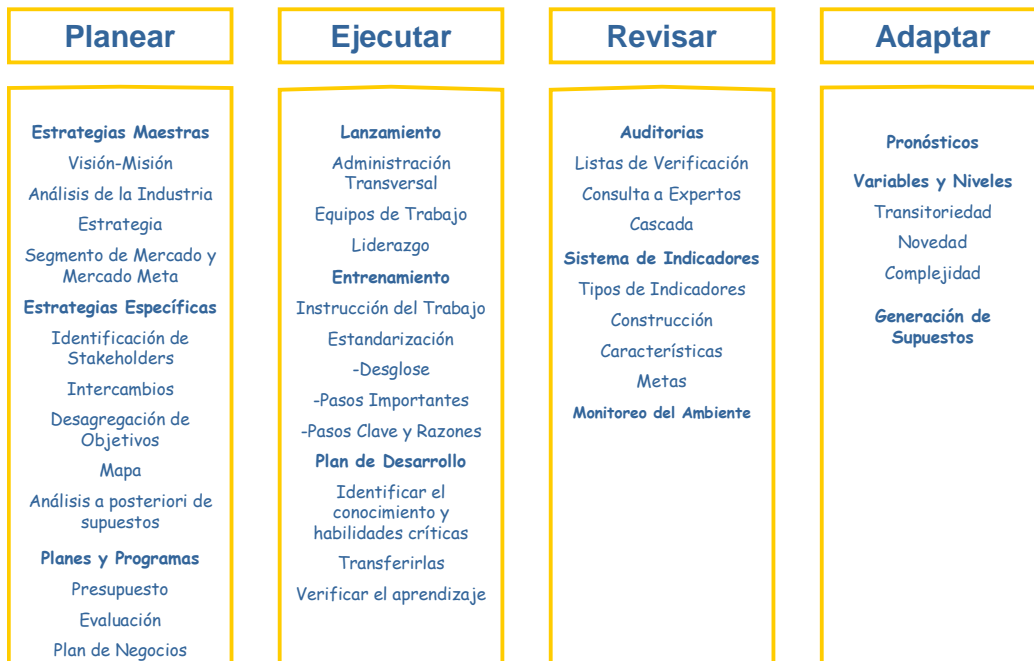 Planear
Estrategias Maestras
Visión-Misión
Análisis de la Industria
Estrategia
Segmento de Mercado y
Mercado Meta
Estrategias Específicas
Identificación de
Stakeholders
Intercambios
Desagregación de
Objetivos
Mapa
Análisis a posteriori de
supuestos
Planes y Programas
Presupuesto
Evaluación
Plan de Negocios
Ejecutar
Lanzamiento
Administración
Transversal
Equipos de Trabajo
Liderazgo
Entrenamiento
Instrucción del Trabajo
Estandarización
-Desglose
-Pasos Importantes
-Pasos Clave y Razones
Plan de Desarrollo
Identificar el
conocimiento y
habilidades críticas
Transferirlas
Verificar el aprendizaje
Revisar
Auditorias
Listas de Verificación
Consulta a Expertos
Cascada
Sistema de Indicadores
Tipos de Indicadores
Construcción
Características
Metas
Monitoreo del Ambiente
Adaptar
Pronósticos
Variables y Niveles
Transitoriedad
Novedad
Complejidad
Generación de
Supuestos